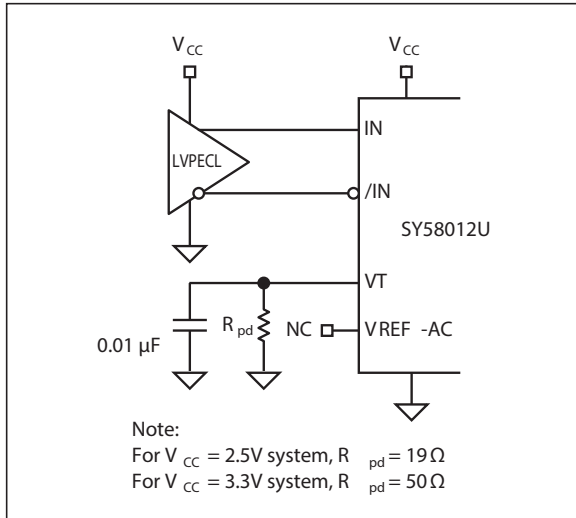 V CC
V CC
IN
LVPECL
/IN
SY58012U
VT
R pd
NC
VREF -AC
0.01 µF
Note:
For V CC = 2.5V system, R pd = 19Ω
For V CC = 3.3V system, R pd = 50Ω